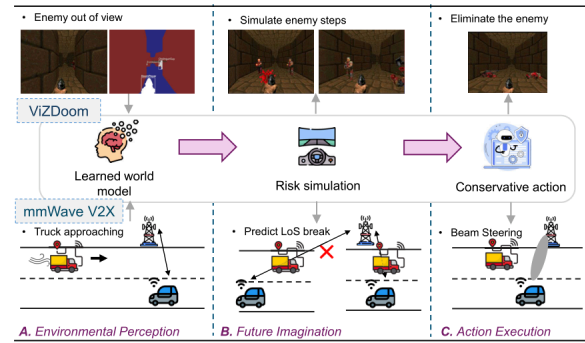 • Enemy out of view
• Simulate enemy steps
• Eliminate the enemy
ViZDoom
Learned world
model
Risk simulation
Conservative action
mmWave V2X
• Truck approaching
• Predict LoS break
• Beam Steering
A. Environmental Perception
B. Future Imagination
C. Action Execution